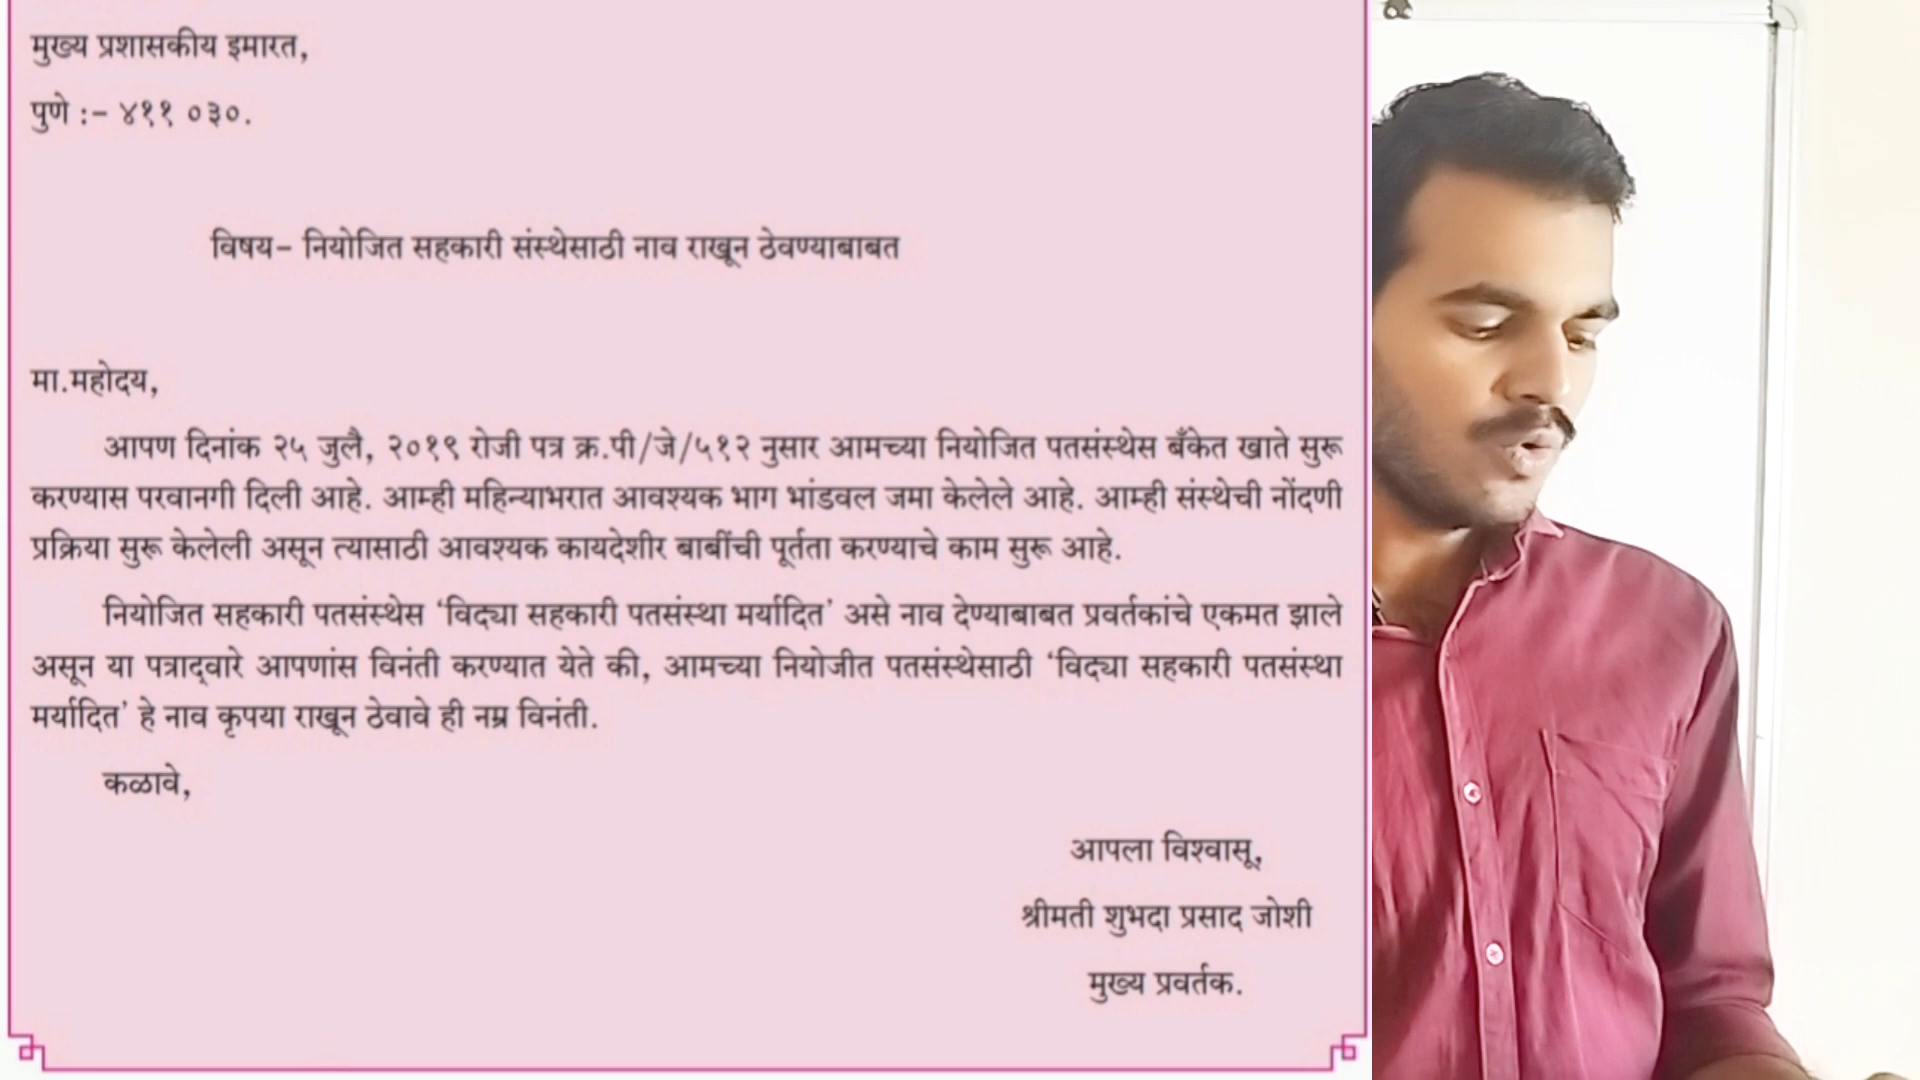 मुख्य प्रशासकीय इमारत,
पुणे :- ४११ ०३०.
विषय- नियोजित सहकारी संस्थेसाठी नाव राखून ठेवण्याबाबत
मा.महोदय,
आपण दिनांक २५ जुलै, २०१९ रोजी पत्र क्र.पी/जे/५१२ नुसार आमच्या नियोजित पतसंस्थेस बँकेत खाते सुरू
करण्यास परवानगी दिली आहे. आम्ही महिन्याभरात आवश्यक भाग भांडवल जमा केलेले आहे. आम्ही संस्थेची नोंदणी
प्रक्रिया सुरू केलेली असून त्यासाठी आवश्यक कायदेशीर बाबींची पूर्तता करण्याचे काम सुरू आहे.
नियोजित सहकारी पतसंस्थेस ‘विद्या सहकारी पतसंस्था मर्यादित’ असे नाव देण्याबाबत प्रवर्तकांचे एकमत झाले
असून या पत्राद्वारे आपणांस विनंती करण्यात येते की, आमच्या नियोजीत पतसंस्थेसाठी ‘विद्या सहकारी पतसंस्था
मर्यादित’ हे नाव कृपया राखून ठेवावे ही नम्र विनंती.
कळावे,
आपला विश्वासू,
श्रीमती शुभदा प्रसाद जोशी
मुख्य प्रवर्तक.